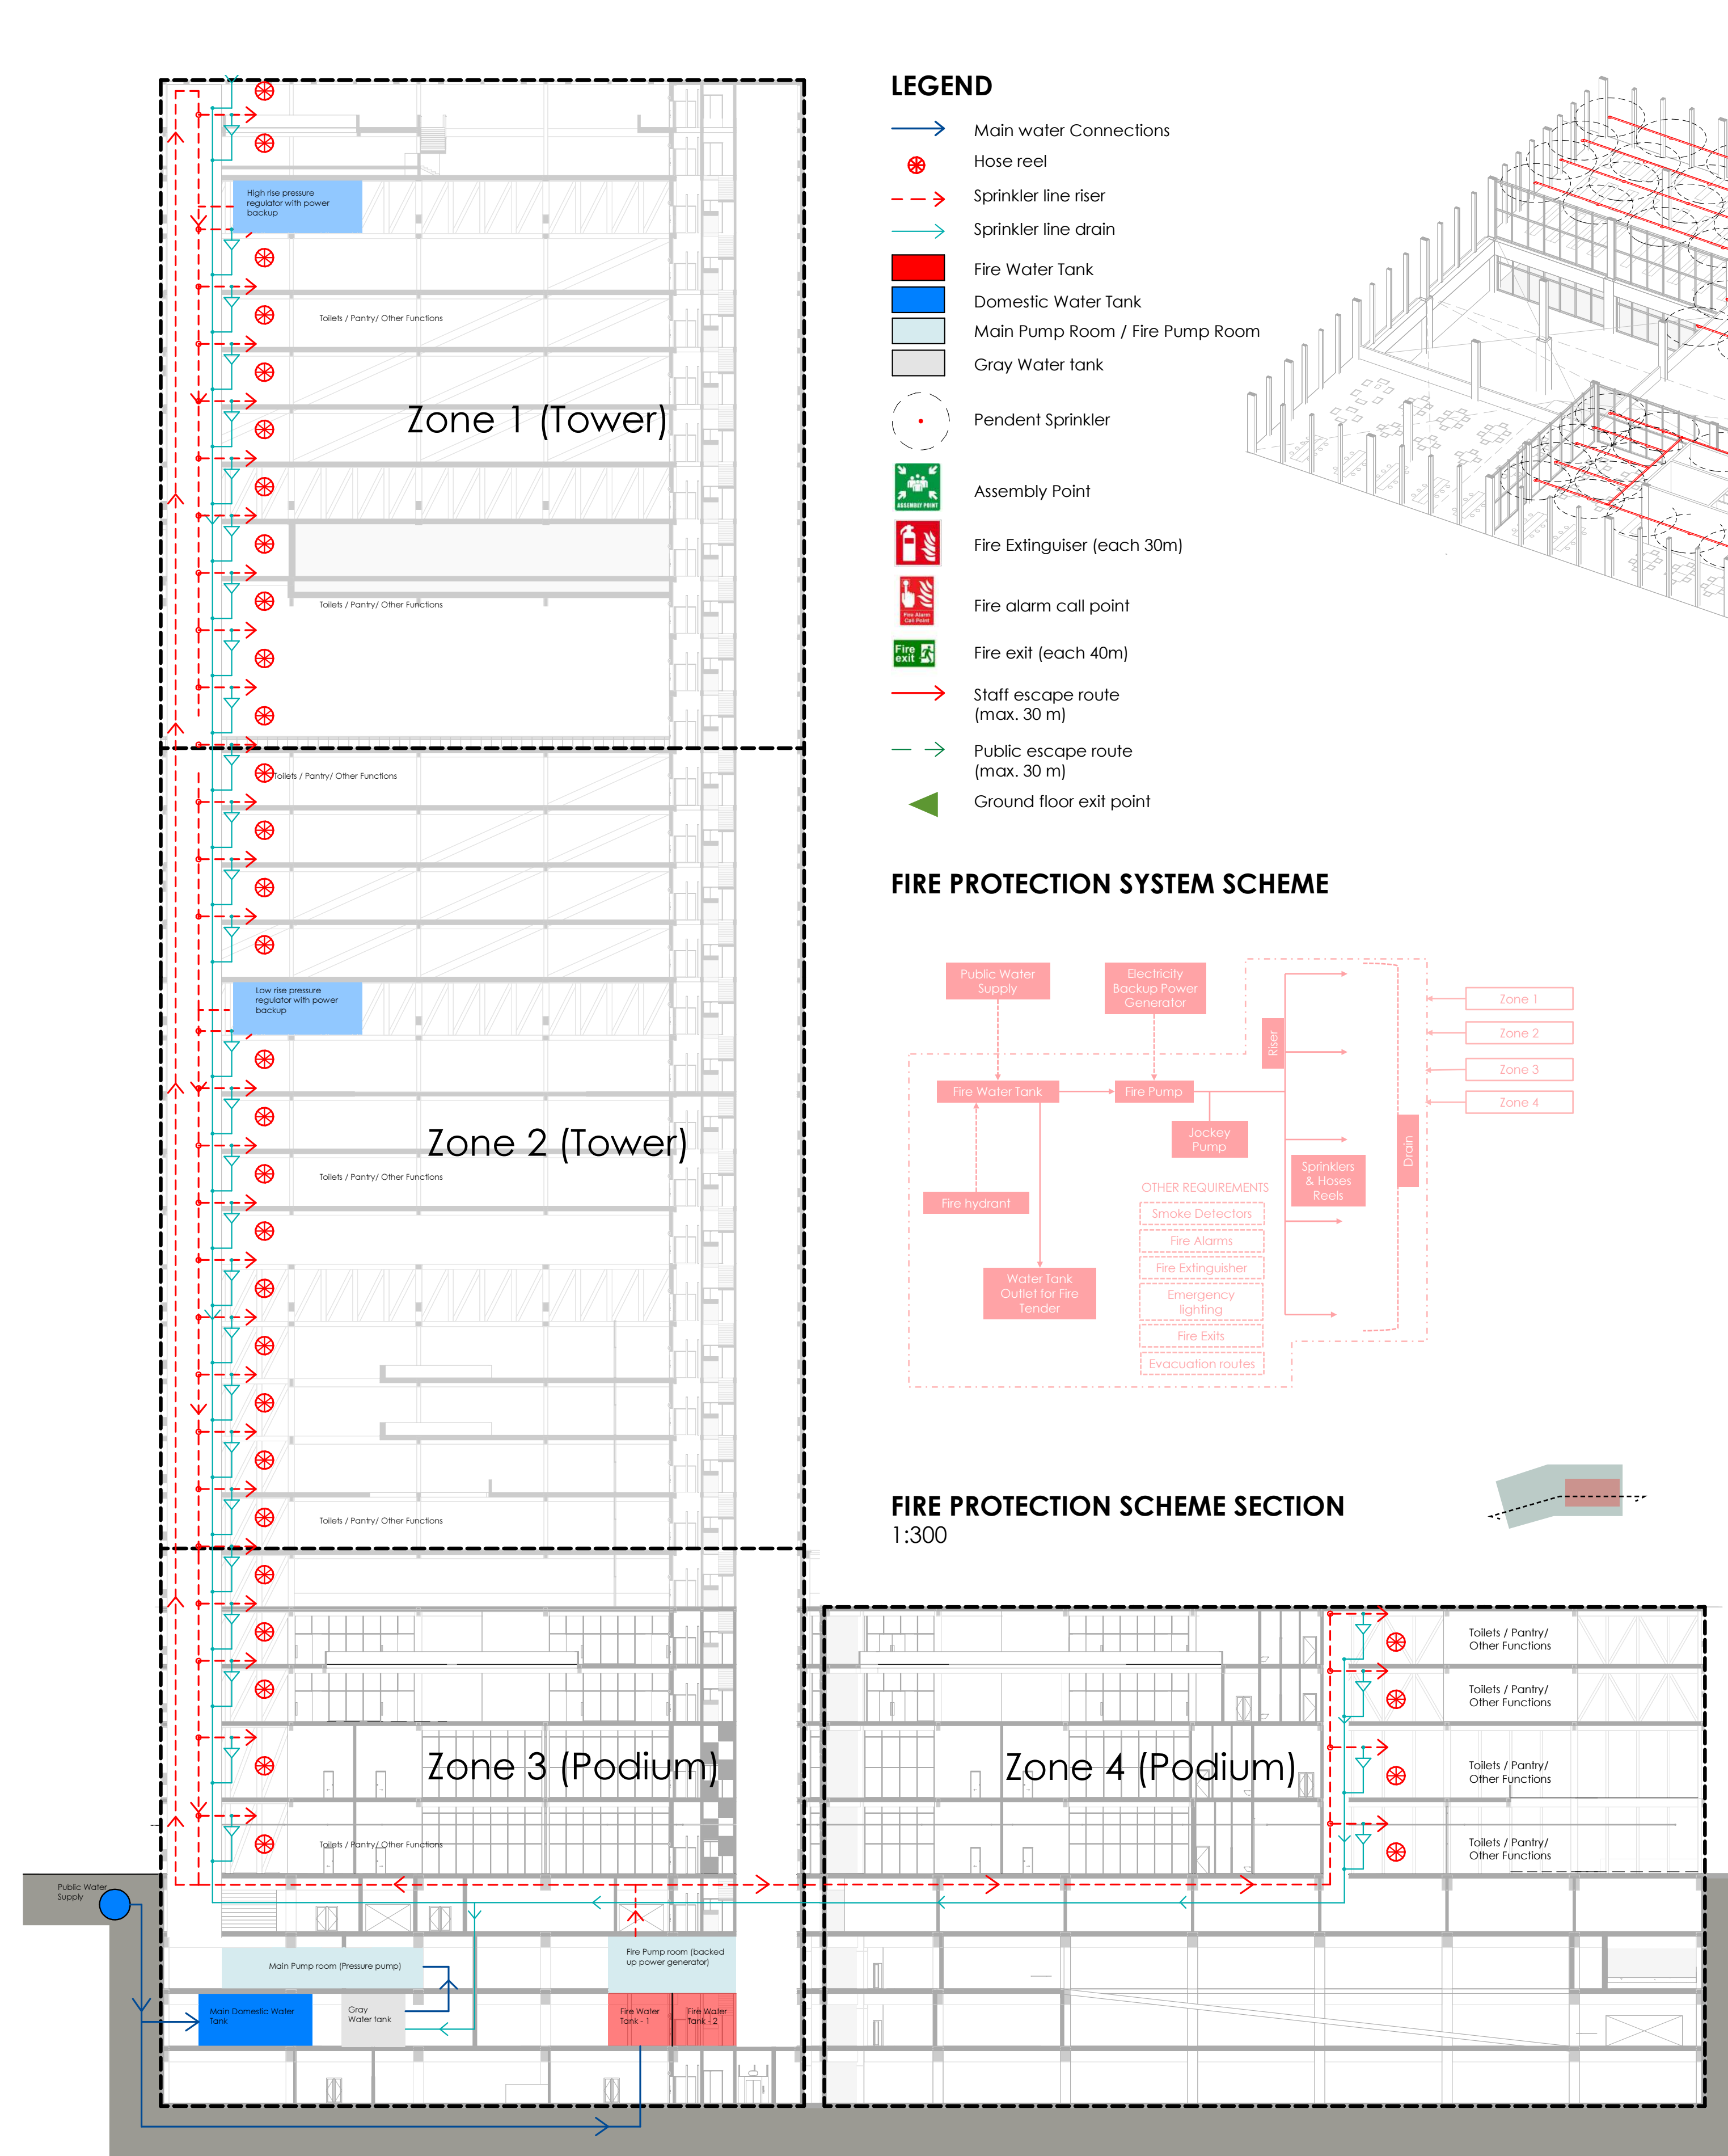 High rise pressure
regulator with power
backup
Toilets / Pantry/ Other Functions
Zone 1 (Tower)
Toilets / Pantry/ Other Functions
Toilets / Pantry/ Other Functions
Low rise pressure
regulator with power
backup
Zone 2 (Tower)
Toilets / Pantry/ Other Functions
Toilets / Pantry/ Other Functions
Zone 3 (Podium)
Toilets / Pantry/ Other Functions
Public Water
Supply
Main Pump room (Pressure pump)
Fire Pump room (backed
up power generator)
Main Domestic Water
Tank
Gray
Water tank
Fire Water
Tank - 1
Fire Water
Tank - 2
LEGEND
Main water Connections
Hose reel
Sprinkler line riser
Sprinkler line drain
Fire Water Tank
Domestic Water Tank
Main Pump Room / Fire Pump Room
Gray Water tank
Pendent Sprinkler
ASSEMBLY POINT
Assembly Point
Fire Extinguiser (each 30m)
Fire Alarm
Call Point
Fire alarm call point
Fire
exit
Fire exit (each 40m)
Staff escape route
(max. 30 m)
Public escape route
(max. 30 m)
Ground floor exit point
FIRE PROTECTION SYSTEM SCHEME
Public Water
Supply
Electricity
Backup Power
Generator
Riser
Zone 1
Zone 2
Zone 3
Zone 4
Fire Water Tank
Fire Pump
Jockey
Pump
Drain
Sprinklers
& Hoses
Reels
Fire hydrant
Water Tank
Outlet for Fire
Tender
OTHER REQUIREMENTS
Smoke Detectors
Fire Alarms
Fire Extinguisher
Emergency
lighting
Fire Exits
Evacuation routes
FIRE PROTECTION SCHEME SECTION
1:300
Zone 4 (Podium)
Toilets / Pantry/
Other Functions
Toilets / Pantry/
Other Functions
Toilets / Pantry/
Other Functions
Toilets / Pantry/
Other Functions